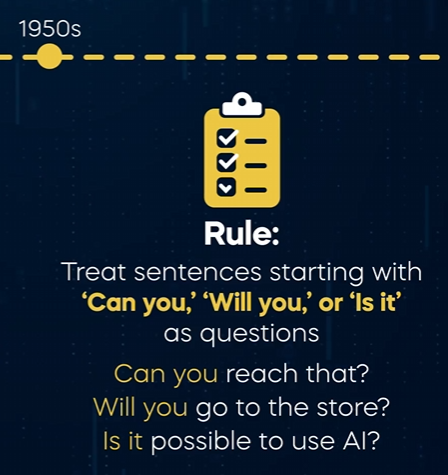 1950s
Rule:
Treat sentences starting with
‘Can you,’ ‘Will you,’ or ‘Is it’
as questions
Can you reach that?
Will you go to the store?
Is it possible to use AI?